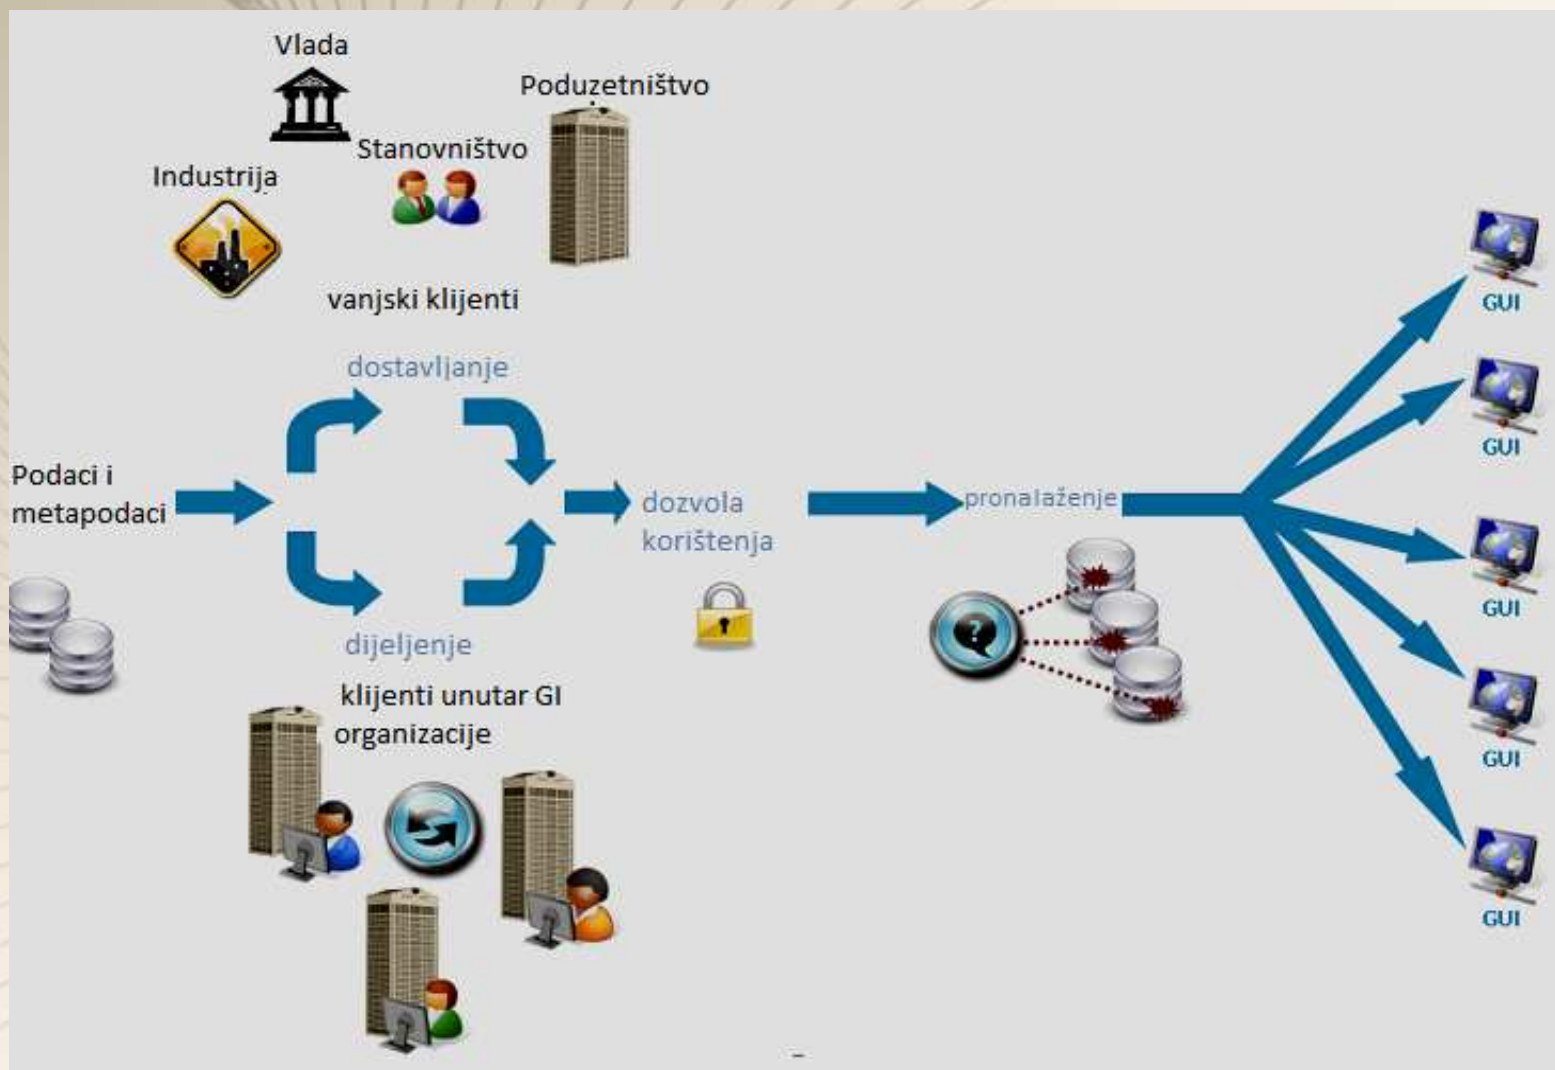 Vlada
Poduzetništvo
Stanovništvo
Industrija
vanjski klijenti
dostavljanje
Podaci i
metapodaci
dozvola
korištenja
pronalaženje
dijeljenje
klijenti unutar GI
organizacije
GUI
GUI
GUI
GUI
GUI